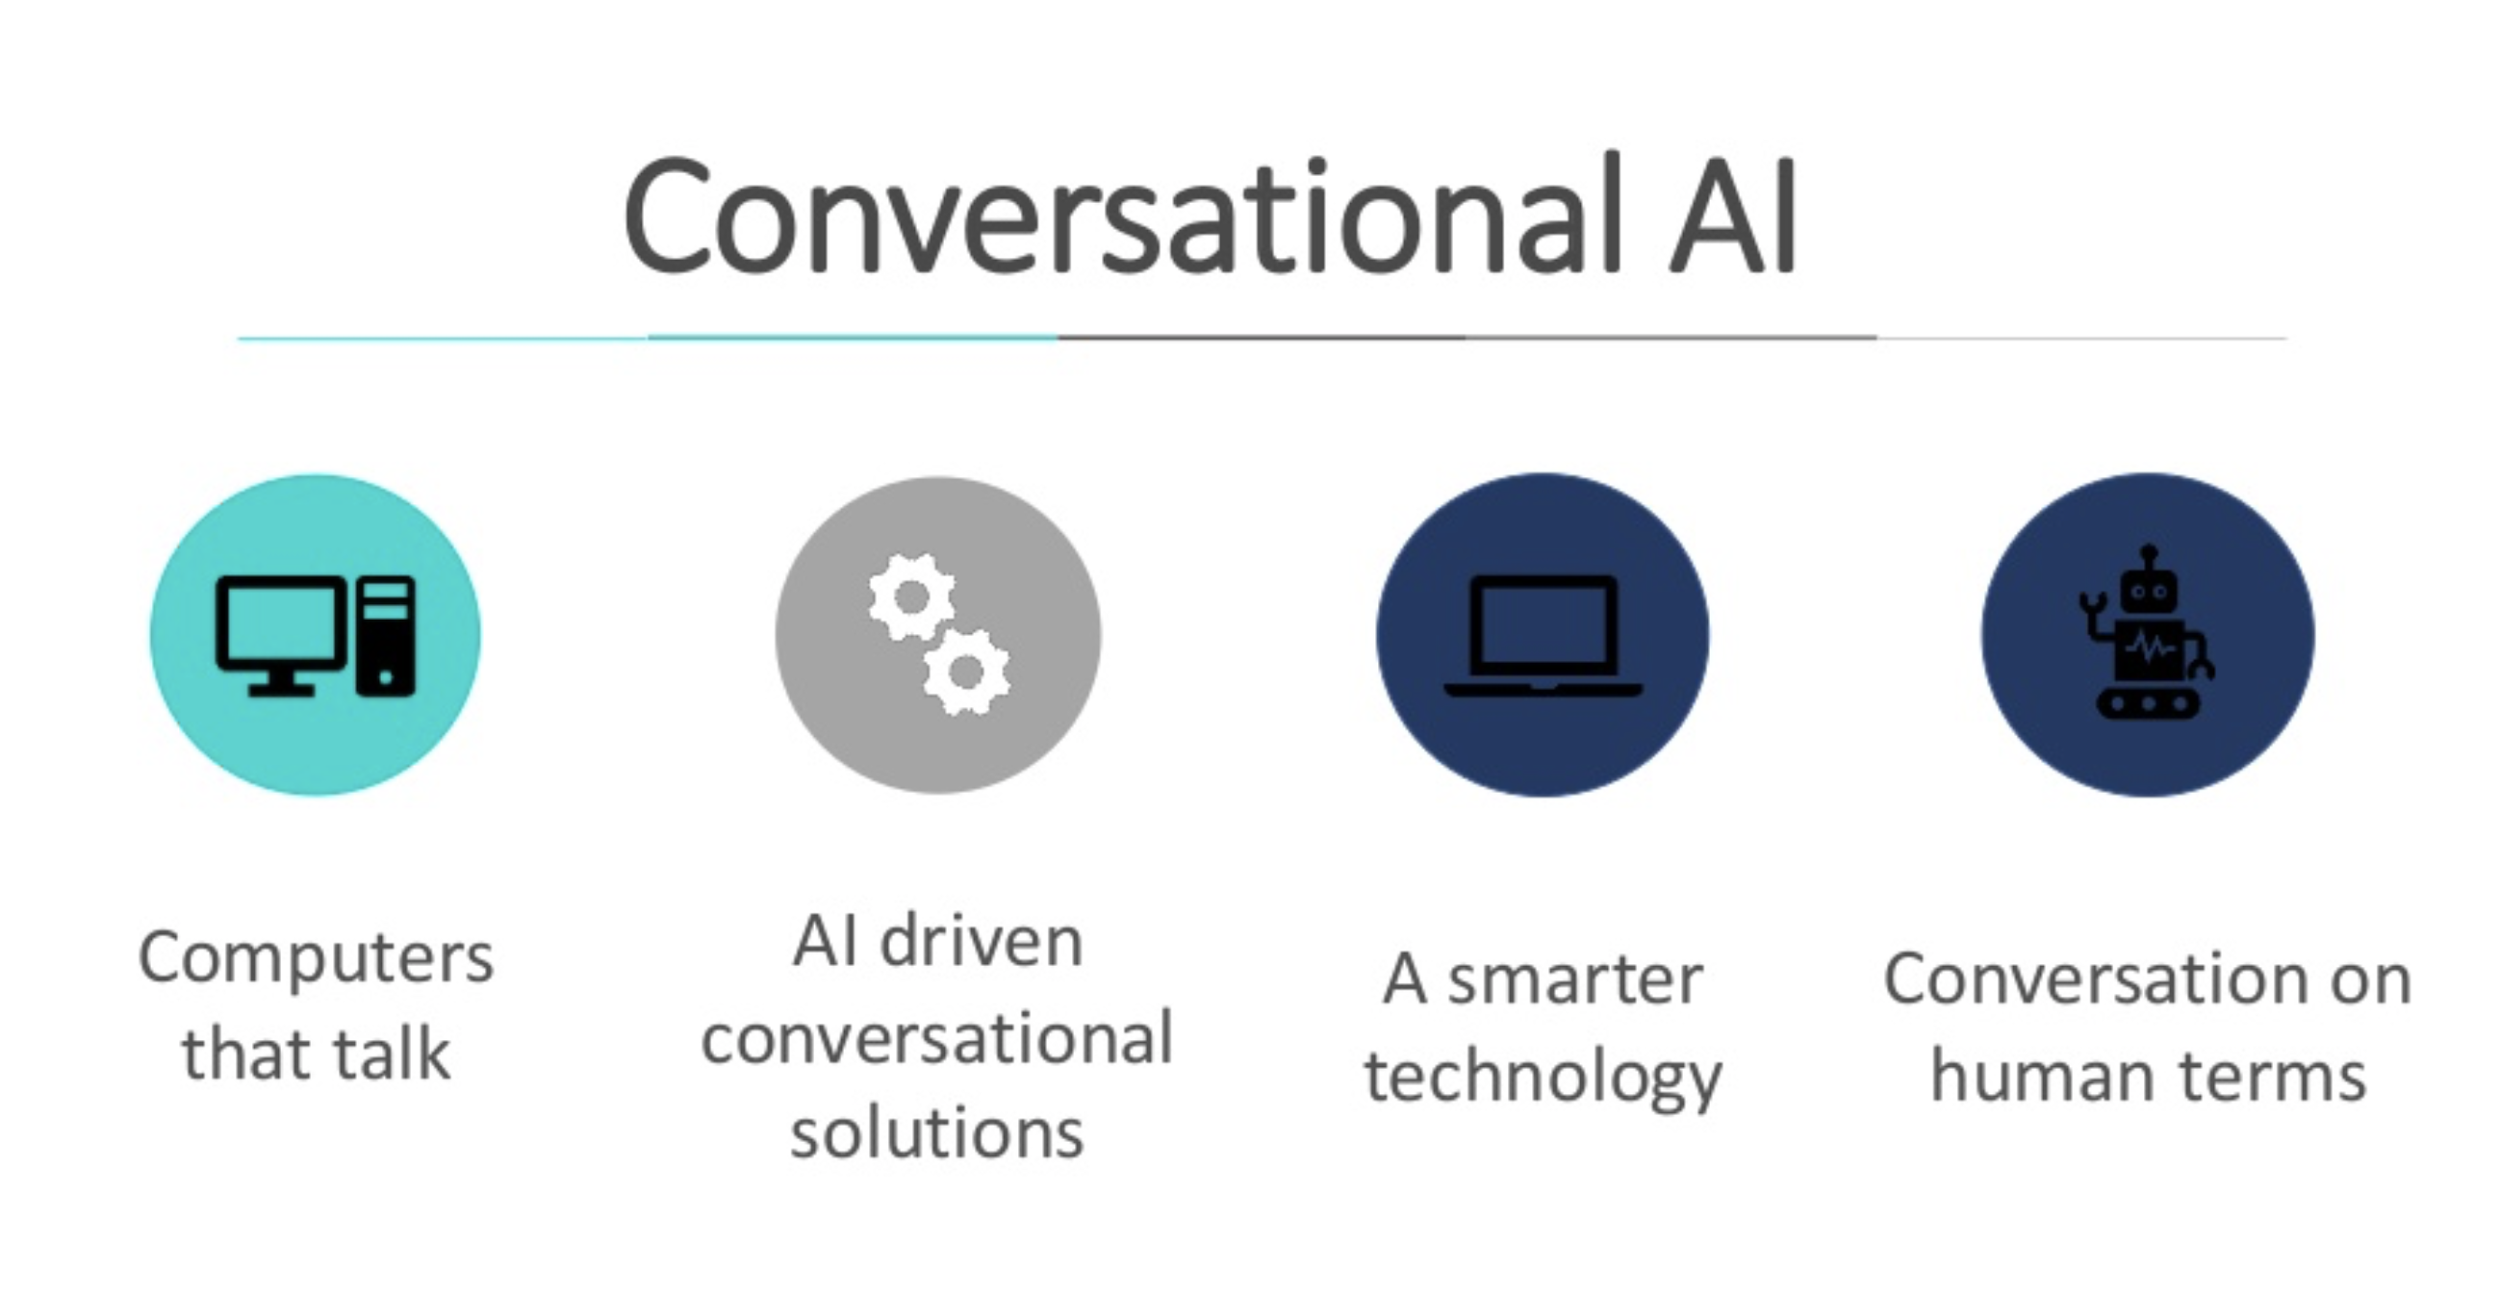 Conversational AI
Computers
that talk
AI driven
conversational
solutions
A smarter
technology
Conversation on
human terms